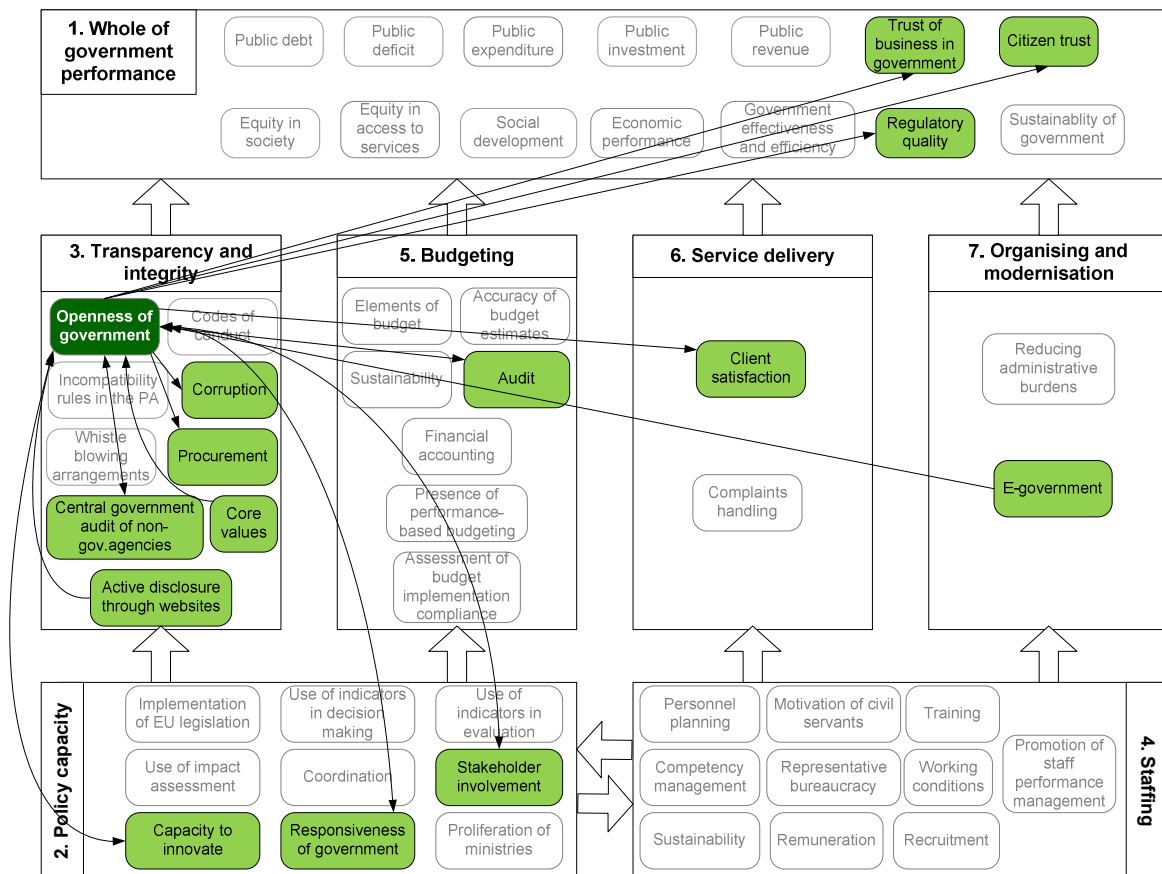 1. Whole of
government
performance
Public debt
Public
deficit
Public
expenditure
Public
investment
Public
revenue
Trust of
business in
government
Citizen trust
Equity in
society
Equity in
access to
services
Social
development
Economic
performance
Government
effectiveness
and efficiency
Regulatory
quality
Sustainablity of
government
3. Transparency and
integrity
Openness of
government
Codes of
conduct
Incompatibility
rules in the PA
Corruption
Whistle
blowing
arrangements
Procurement
Central government
audit of non-
gov.agencies
Core
values
Active disclosure
through websites
5. Budgeting
Elements of
budget
Accuracy of
budget
estimates
Sustainability
Audit
Financial
accounting
Presence of
performance-
based budgeting
Assessment of
budget
implementation
compliance
6. Service delivery
Client
satisfaction
Complaints
handling
7. Organising and
modernisation
Reducing
administrative
burdens
E-government
2. Policy capacity
Implementation
of EU legislation
Use of indicators
in decision
making
Use of
indicators in
evaluation
Use of impact
assessment
Coordination
Stakeholder
involvement
Capacity to
innovate
Responsiveness
of government
Proliferation of
ministries
Personnel
planning
Motivation of civil
servants
Training
Competency
management
Representative
bureaucracy
Working
conditions
Promotion of
staff
performance
management
Sustainability
Remuneration
Recruitment
4. Staffing